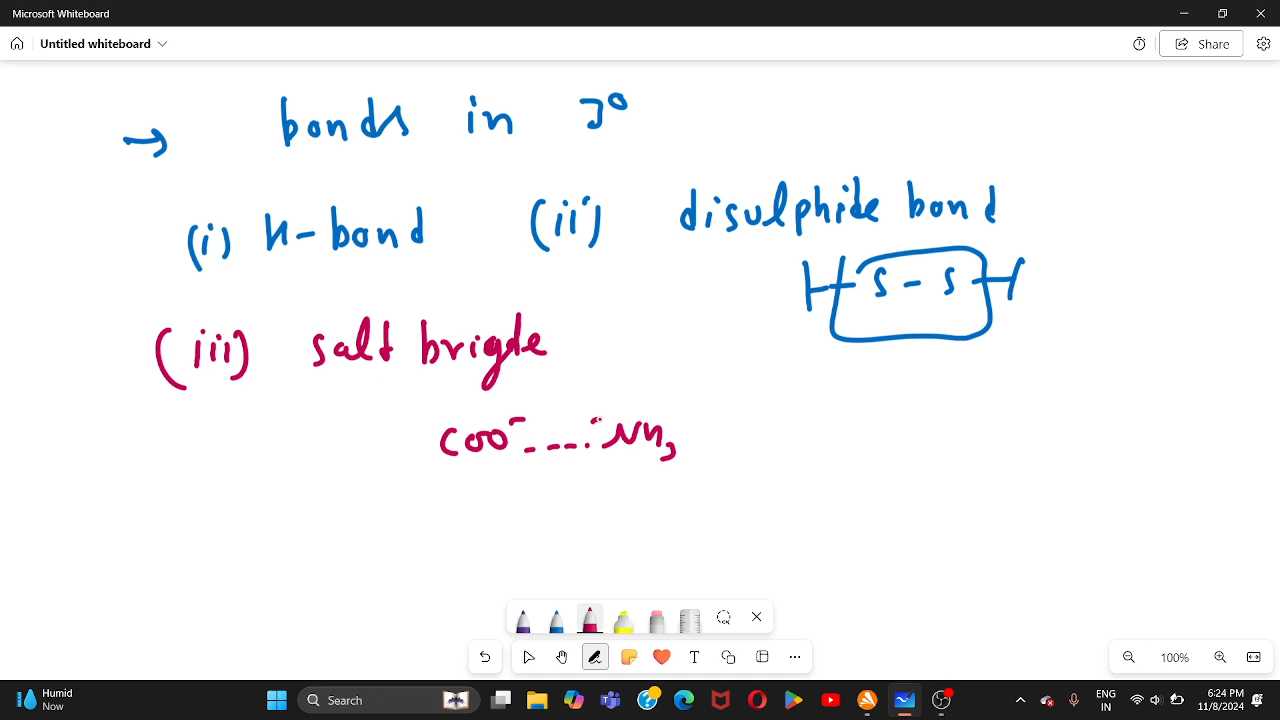 Microsoft Whiteboard
Untitled whiteboard
Share
→ bonds in 3°
(i) H-bond (ii) disulphide bond
S - S
(iii) salt brigde
COO⁻ ---- NH3
100%
Humid
Now
Search
ENG
IN
6:24 PM
11/8/2024